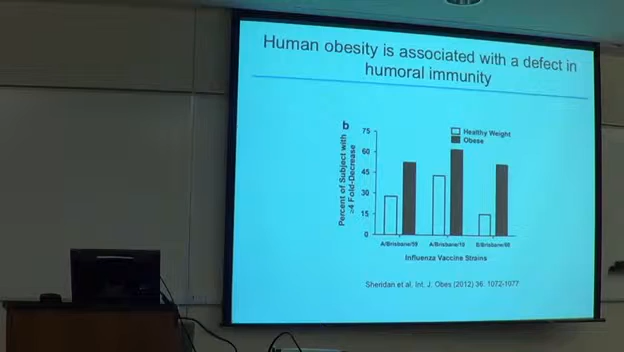 Human obesity is associated with a defect in
humoral immunity
b
Percent of Subject with
≥4 Fold-Decrease
75
60
45
30
15
0
Healthy Weight
Obese
A/Brisbane/59
A/Brisbane/10
B/Brisbane/60
Influenza Vaccine Strains
Sheridan et al. Int. J. Obes (2012) 36. 1072-1077